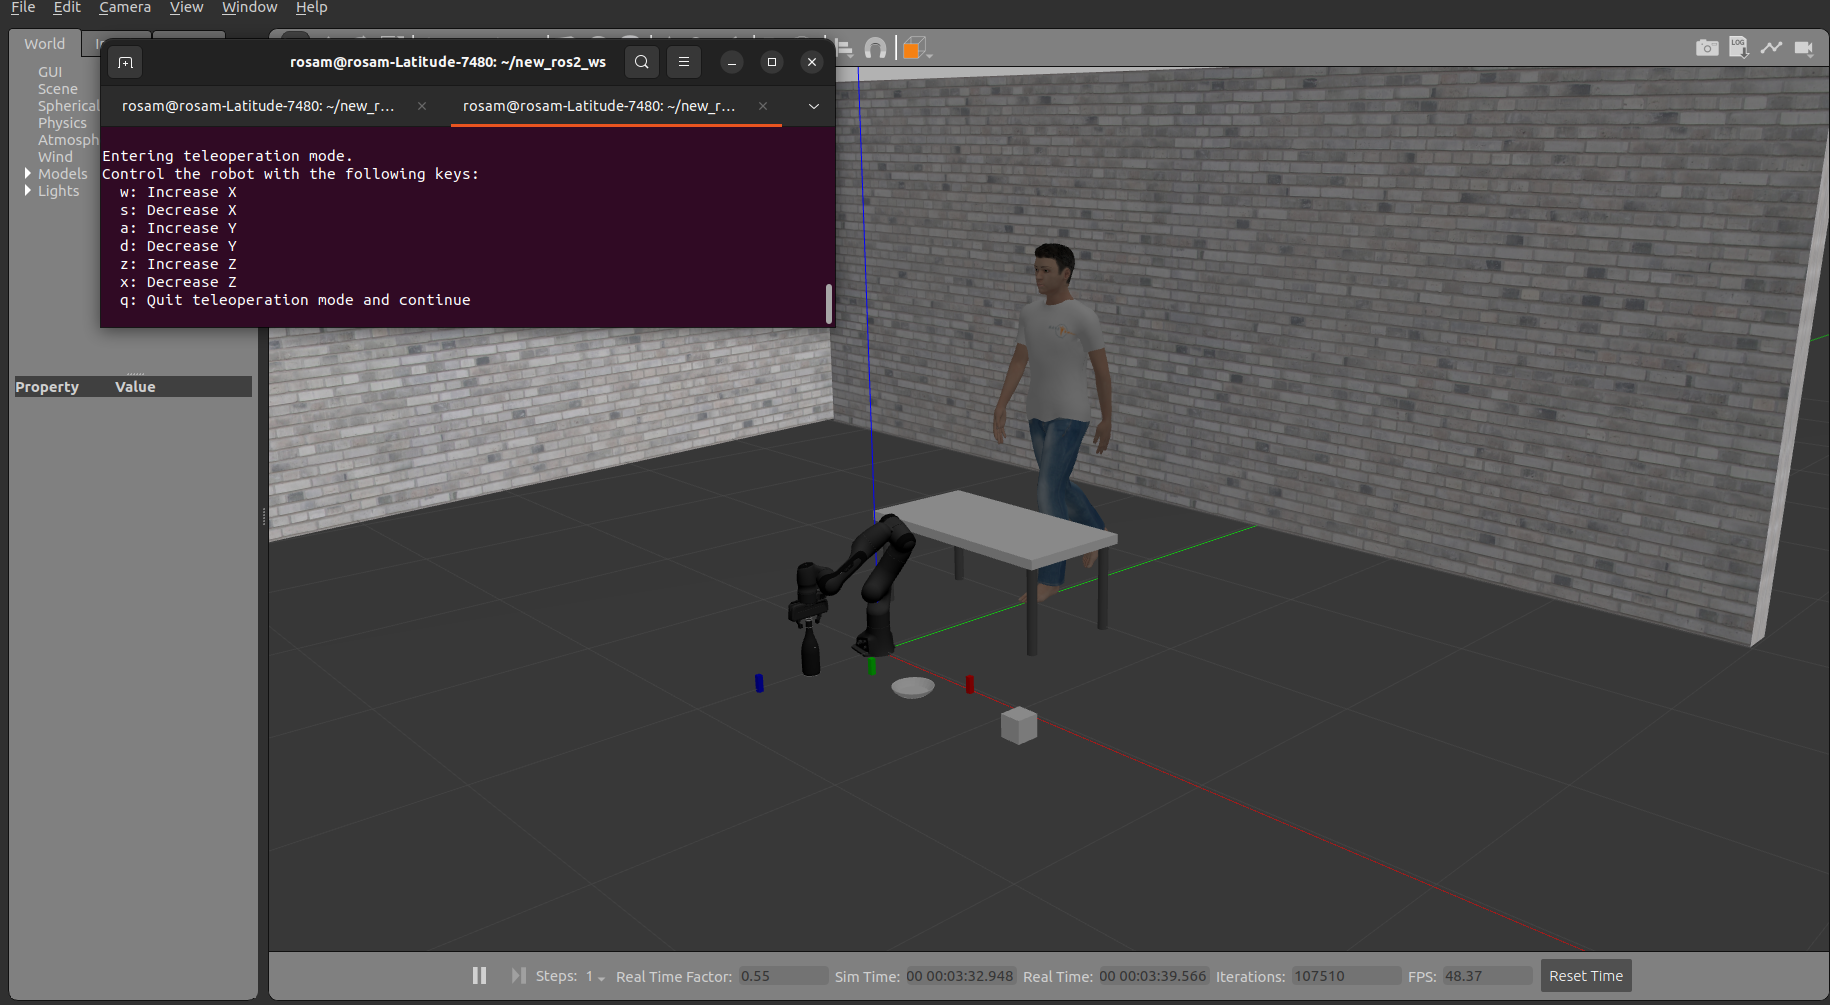 File Edit Camera View Window Help
World
rosam@rosam-Latitude-7480: ~/new_ros2_ws
rosam@rosam-Latitude-7480: ~/new_r... rosam@rosam-Latitude-7480: ~/new_r...
GUI
Scene
Spherical
Physics
Atmosph
Wind
Models
Lights
Entering teleoperation mode.
Control the robot with the following keys:
w: Increase X
s: Decrease X
a: Increase Y
d: Decrease Y
z: Increase Z
x: Decrease Z
q: Quit teleoperation mode and continue
LOG
Property Value
Steps: 1 Real Time Factor: 0.55 Sim Time: 00 00:03:32.948 Real Time: 00 00:03:39.566 Iterations: 107510 FPS: 48.37 Reset Time